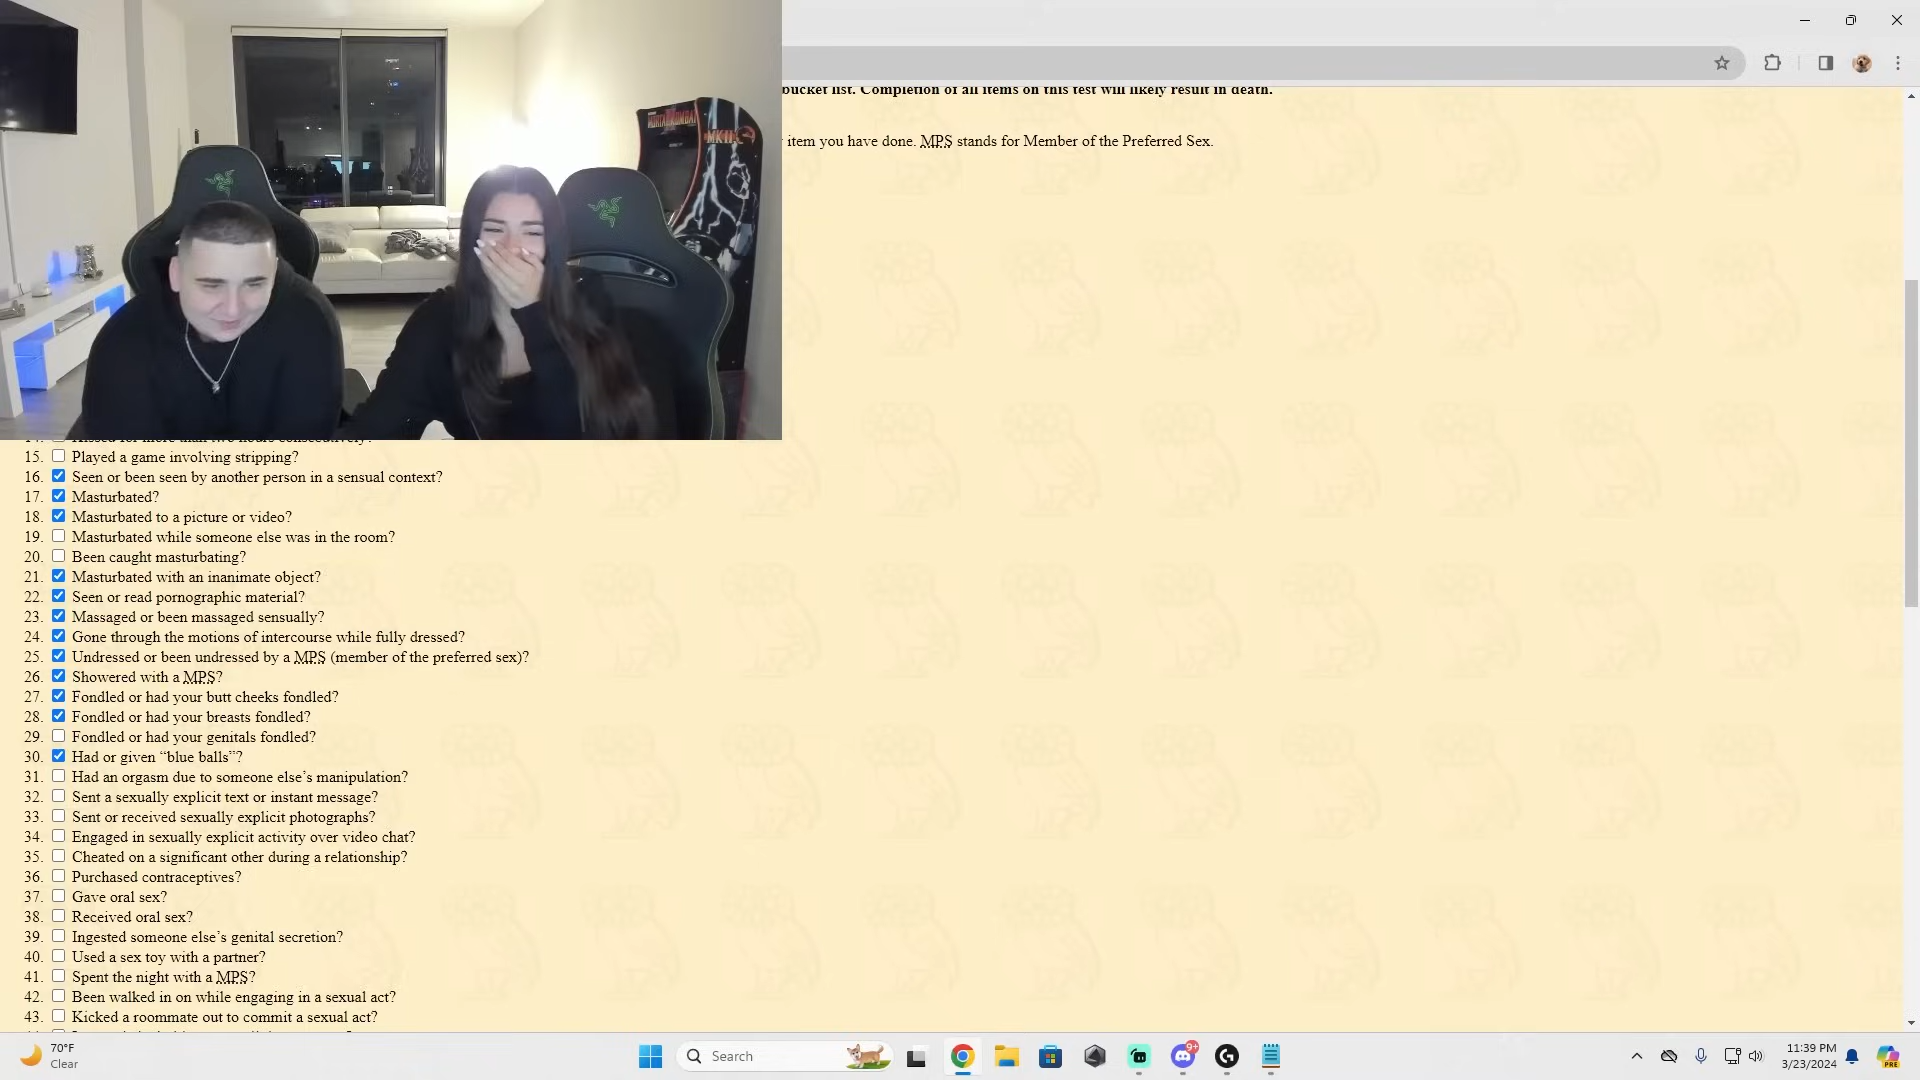 bucket list. Completion of all items on this test will likely result in death.
item you have done. MPS stands for Member of the Preferred Sex.
MKII
14. Kissed for more than two hours consecutively?
15. Played a game involving stripping?
16. Seen or been seen by another person in a sensual context?
17. Masturbated?
18. Masturbated to a picture or video?
19. Masturbated while someone else was in the room?
20. Been caught masturbating?
21. Masturbated with an inanimate object?
22. Seen or read pornographic material?
23. Massaged or been massaged sensually?
24. Gone through the motions of intercourse while fully dressed?
25. Undressed or been undressed by a MPS (member of the preferred sex)?
26. Showered with a MPS?
27. Fondled or had your butt cheeks fondled?
28. Fondled or had your breasts fondled?
29. Fondled or had your genitals fondled?
30. Had or given “blue balls”?
31. Had an orgasm due to someone else’s manipulation?
32. Sent a sexually explicit text or instant message?
33. Sent or received sexually explicit photographs?
34. Engaged in sexually explicit activity over video chat?
35. Cheated on a significant other during a relationship?
36. Purchased contraceptives?
37. Gave oral sex?
38. Received oral sex?
39. Ingested someone else’s genital secretion?
40. Used a sex toy with a partner?
41. Spent the night with a MPS?
42. Been walked in on while engaging in a sexual act?
43. Kicked a roommate out to commit a sexual act?
70°F
Clear
Search
9+
11:39 PM
3/23/2024
PRE